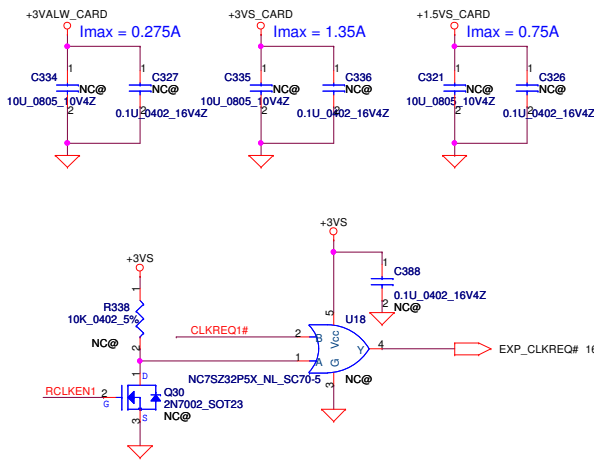 +3VALW_CARD
Imax = 0.275A
+3VS_CARD
Imax = 1.35A
+1.5VS_CARD
Imax = 0.75A
1
C334
NC@
10U_0805_10V4Z
2
1
C327
NC@
0.1U_0402_16V4Z
2
1
C335
NC@
10U_0805_10V4Z
2
1
C336
NC@
0.1U_0402_16V4Z
2
1
C321
NC@
10U_0805_10V4Z
2
1
C326
NC@
0.1U_0402_16V4Z
2
+3VS
+3VS
1
C388
0.1U_0402_16V4Z
2
NC@
1
R338
10K_0402_5%
NC@
2
CLKREQ1#
2
B
1
A
5
Vcc
G
3
Y
4
U18
NC7SZ32P5X_NL_SC70-5
NC@
EXP_CLKREQ# 16
RCLKEN1
2
G
1
D
3
S
Q30
2N7002_SOT23
NC@